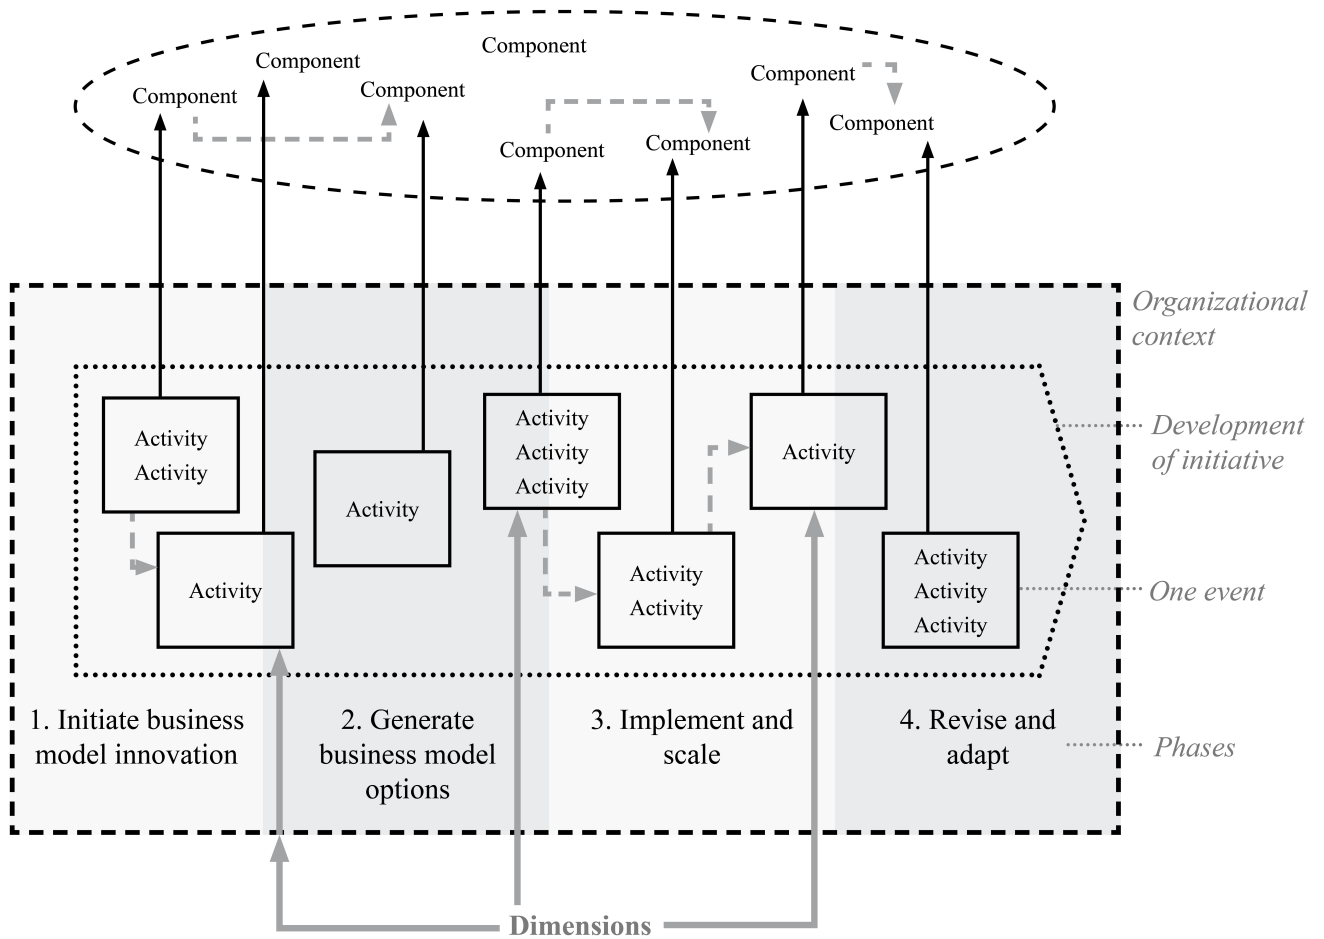 Component
Component
Component
Component
Component
Component
Component
Component
Organizational
context
Activity
Activity
Activity
Activity
Activity
Activity
Activity
Activity
Activity
Activity
Activity
Activity
Activity
Development
of initiative
One event
1. Initiate business
model innovation
2. Generate
business model
options
3. Implement and
scale
4. Revise and
adapt
Phases
Dimensions